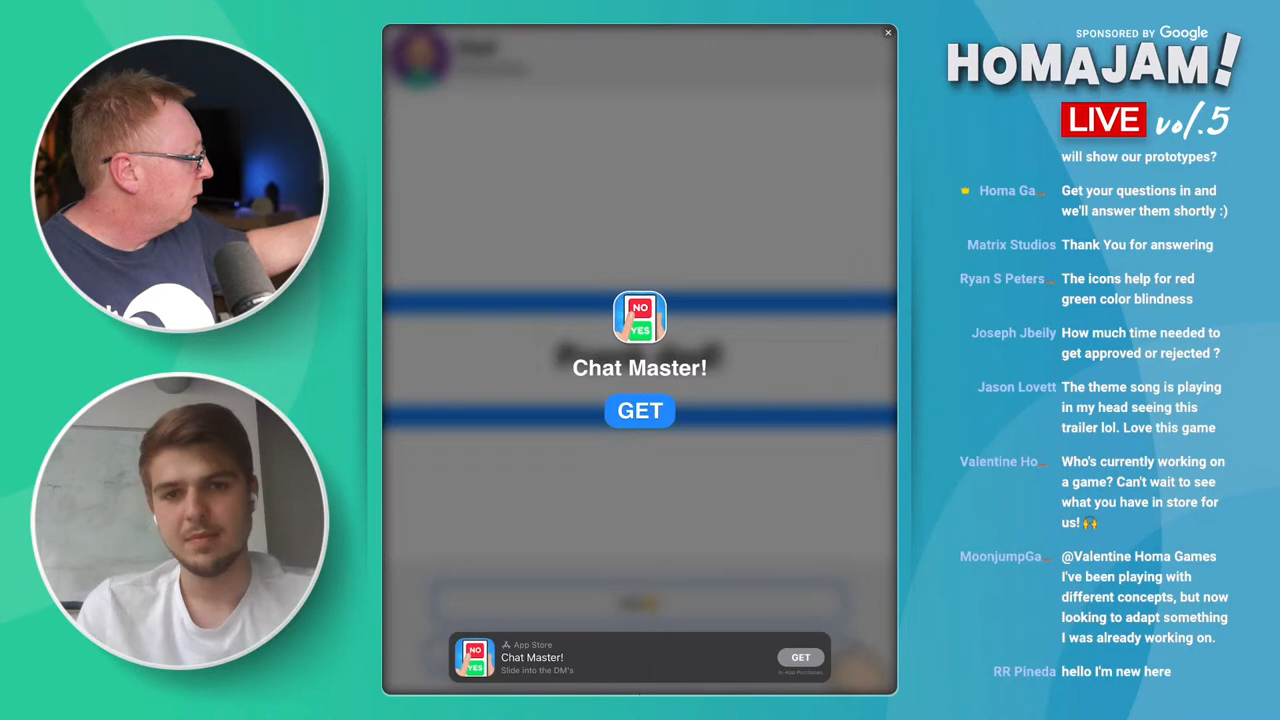 SPONSORED BY Google
HOMAJAM!
LIVE vol.5
will show our prototypes?
Homa Ga... Get your questions in and
we'll answer them shortly :)
Matrix Studios Thank You for answering
Ryan S Peters... The icons help for red
green color blindness
Joseph Jbeily How much time needed to
get approved or rejected ?
Jason Lovett The theme song is playing
in my head seeing this
trailer lol. Love this game
Valentine Ho... Who's currently working on
a game? Can't wait to see
what you have in store for
us! 🙌
MoonjumpGa... @Valentine Homa Games
I've been playing with
different concepts, but now
looking to adapt something
I was already working on.
RR Pineda hello I'm new here
NO
YES
Chat Master!
GET
NO
YES
App Store
Chat Master!
Slide into the DM's
GET
In-App Purchases